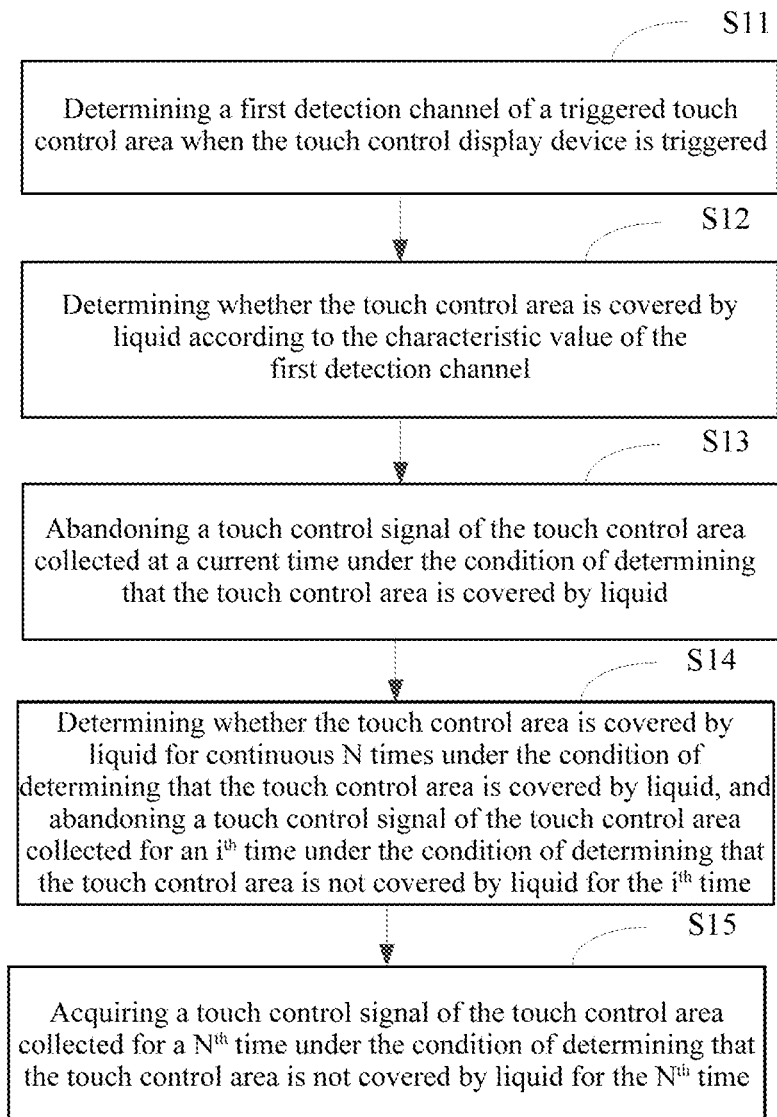 S11
Determining a first detection channel of a triggered touch
control area when the touch control display device is triggered
S12
Determining whether the touch control area is covered by
liquid according to the characteristic value of the
first detection channel
S13
Abandoning a touch control signal of the touch control area
collected at a current time under the condition of determining
that the touch control area is covered by liquid
S14
Determining whether the touch control area is covered by
liquid for continuous N times under the condition of
determining that the touch control area is covered by liquid, and
abandoning a touch control signal of the touch control area
collected for an iᵗʰ time under the condition of determining that
the touch control area is not covered by liquid for the iᵗʰ time
S15
Acquiring a touch control signal of the touch control area
collected for a Nᵗʰ time under the condition of determining that
the touch control area is not covered by liquid for the Nᵗʰ time